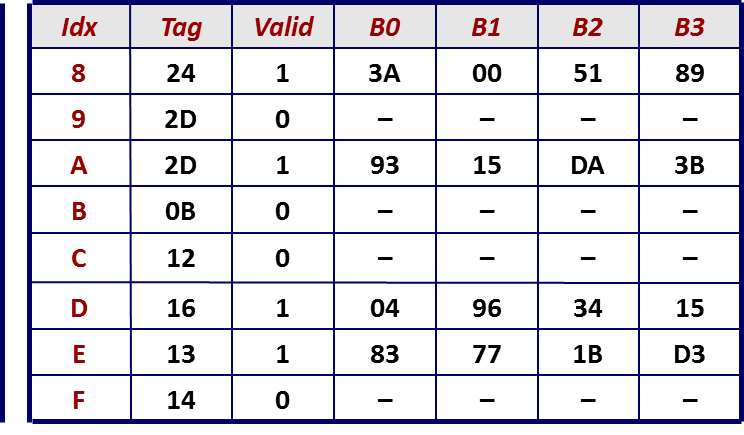 Idx Tag Valid B0 B1 B2 B3
8 24 1 3A 00 51 89
9 2D 0 – – – –
A 2D 1 93 15 DA 3B
B 0B 0 – – – –
C 12 0 – – – –
D 16 1 04 96 34 15
E 13 1 83 77 1B D3
F 14 0 – – – –